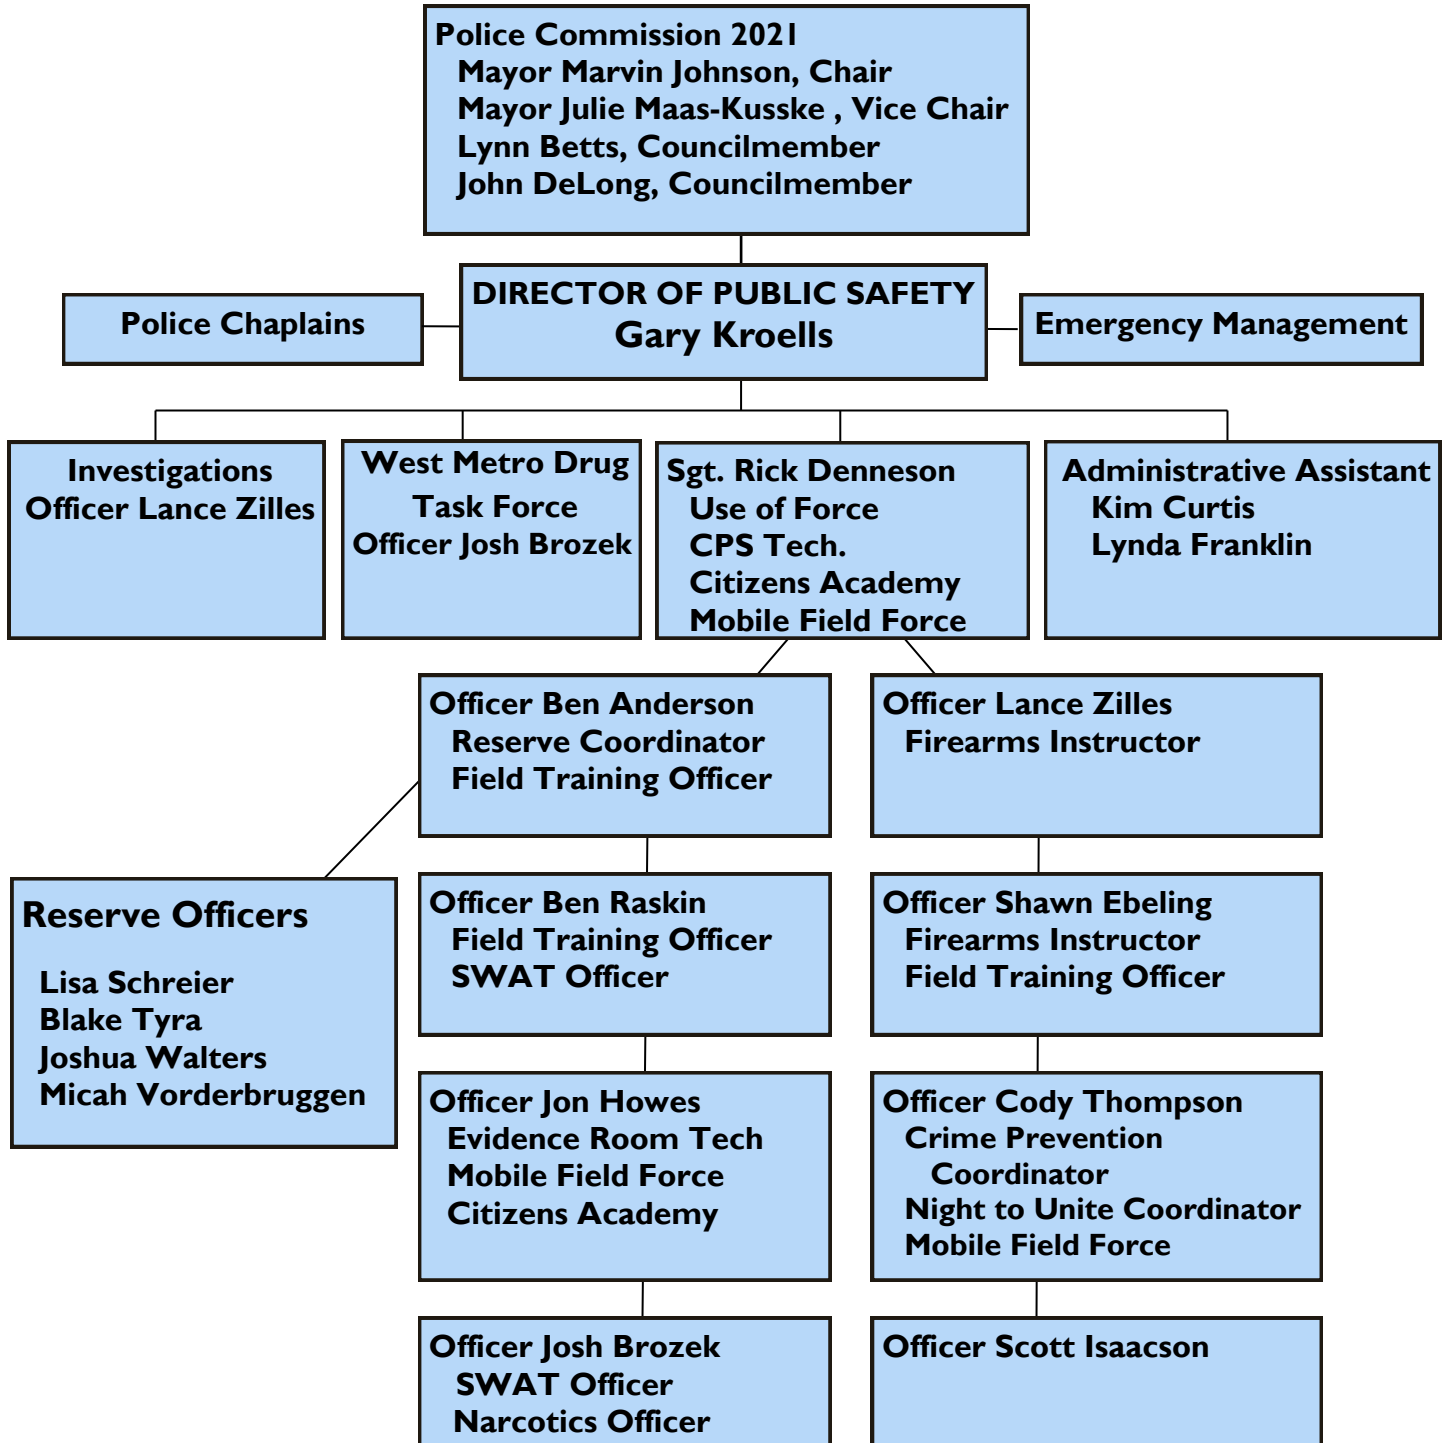 Police Commission 2021
Mayor Marvin Johnson, Chair
Mayor Julie Maas-Kusske , Vice Chair
Lynn Betts, Councilmember
John DeLong, Councilmember
DIRECTOR OF PUBLIC SAFETY
Gary Kroells
Police Chaplains
Emergency Management
Investigations
Officer Lance Zilles
West Metro Drug
Task Force
Officer Josh Brozek
Sgt. Rick Denneson
Use of Force
CPS Tech.
Citizens Academy
Mobile Field Force
Administrative Assistant
Kim Curtis
Lynda Franklin
Officer Ben Anderson
Reserve Coordinator
Field Training Officer
Officer Lance Zilles
Firearms Instructor
Reserve Officers
Lisa Schreier
Blake Tyra
Joshua Walters
Micah Vorderbruggen
Officer Ben Raskin
Field Training Officer
SWAT Officer
Officer Shawn Ebeling
Firearms Instructor
Field Training Officer
Officer Jon Howes
Evidence Room Tech
Mobile Field Force
Citizens Academy
Officer Cody Thompson
Crime Prevention
Coordinator
Night to Unite Coordinator
Mobile Field Force
Officer Josh Brozek
SWAT Officer
Narcotics Officer
Officer Scott Isaacson